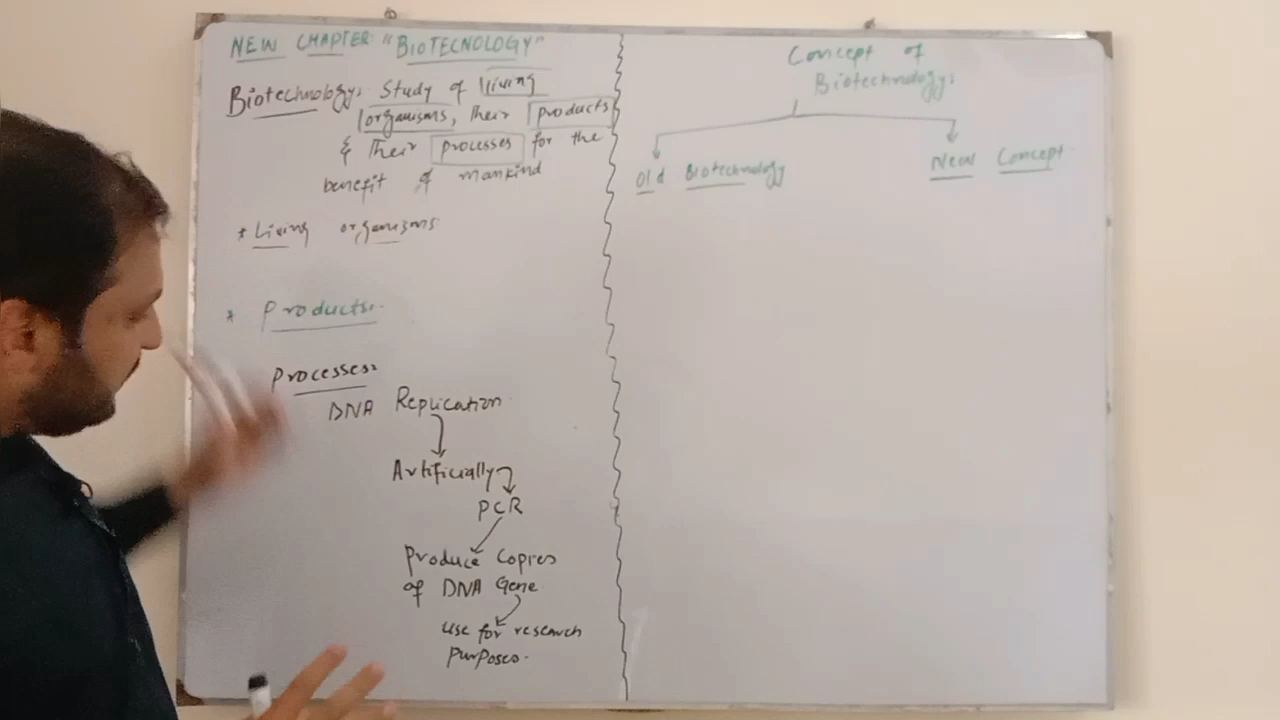 NEW CHAPTER: "BIOTECNOLOGY"
Biotechnology: Study of living
organisms, Their products
& Their processes for the
benefit of mankind
* Living organisms:
* Products:
Processes:
DNA Replication
Artificially
PCR
Produce Copies
of DNA Gene
Use for research
Purposes.
Concept of
Biotechnology:
Old Biotechnology
New Concept